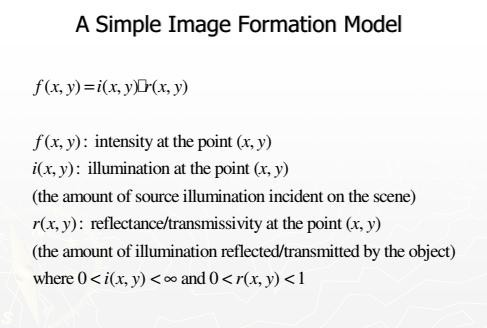 A Simple Image Formation Model
f(x, y) = i(x, y)□r(x, y)
f(x, y): intensity at the point (x, y)
i(x, y): illumination at the point (x, y)
(the amount of source illumination incident on the scene)
r(x, y): reflectance/transmissivity at the point (x, y)
(the amount of illumination reflected/transmitted by the object)
where 0 < i(x, y) < ∞ and 0 < r(x, y) < 1